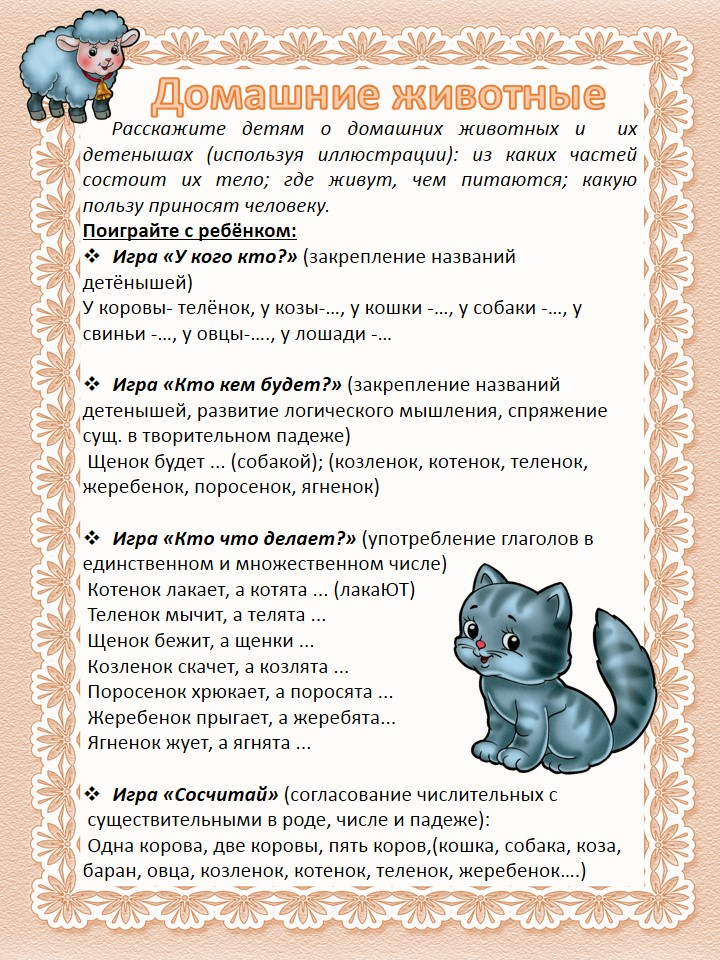 Домашние животные
Расскажите детям о домашних животных и их
детенышах (используя иллюстрации): из каких частей
состоит их тело; где живут, чем питаются; какую
пользу приносят человеку.
Поиграйте с ребёнком:
❖ Игра «У кого кто?» (закрепление названий
детёнышей)
У коровы- телёнок, у козы-…, у кошки -…, у собаки -…, у
свиньи -…, у овцы-…., у лошади -…
❖ Игра «Кто кем будет?» (закрепление названий
детенышей, развитие логического мышления, спряжение
сущ. в творительном падеже)
Щенок будет ... (собакой); (козленок, котенок, теленок,
жеребенок, поросенок, ягненок)
❖ Игра «Кто что делает?» (употребление глаголов в
единственном и множественном числе)
Котенок лакает, а котята ... (лакаЮТ)
Теленок мычит, а телята ...
Щенок бежит, а щенки ...
Козленок скачет, а козлята ...
Поросенок хрюкает, а поросята ...
Жеребенок прыгает, а жеребята...
Ягненок жует, а ягнята ...
❖ Игра «Сосчитай» (согласование числительных с
существительными в роде, числе и падеже):
Одна корова, две коровы, пять коров,(кошка, собака, коза,
баран, овца, козленок, котенок, теленок, жеребенок….)